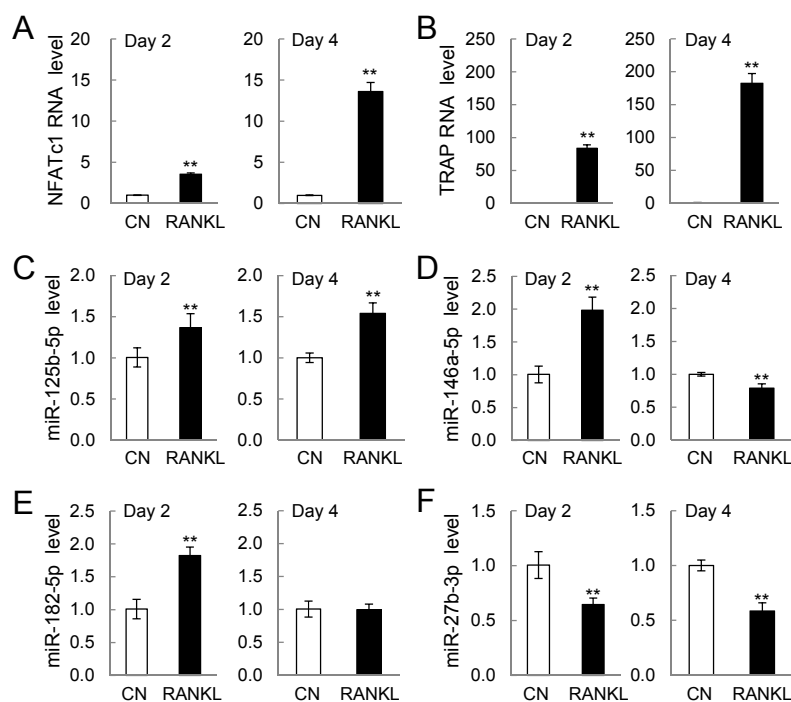 A
NFATc1 RNA level
Day 2
20
15
10
5
0
**
CN RANKL
Day 4
20
15
10
5
0
**
CN RANKL
B
TRAP RNA level
Day 2
250
200
150
100
50
0
**
CN RANKL
Day 4
250
200
150
100
50
0
**
CN RANKL
C
miR-125b-5p level
Day 2
2.0
1.5
1.0
0.5
0.0
**
CN RANKL
Day 4
2.0
1.5
1.0
0.5
0.0
**
CN RANKL
D
miR-146a-5p level
Day 2
2.5
2.0
1.5
1.0
0.5
0.0
**
CN RANKL
Day 4
2.5
2.0
1.5
1.0
0.5
0.0
**
CN RANKL
E
miR-182-5p level
Day 2
2.5
2.0
1.5
1.0
0.5
0.0
**
CN RANKL
Day 4
2.5
2.0
1.5
1.0
0.5
0.0
CN RANKL
F
miR-27b-3p level
Day 2
1.5
1.0
0.5
0.0
**
CN RANKL
Day 4
1.5
1.0
0.5
0.0
**
CN RANKL